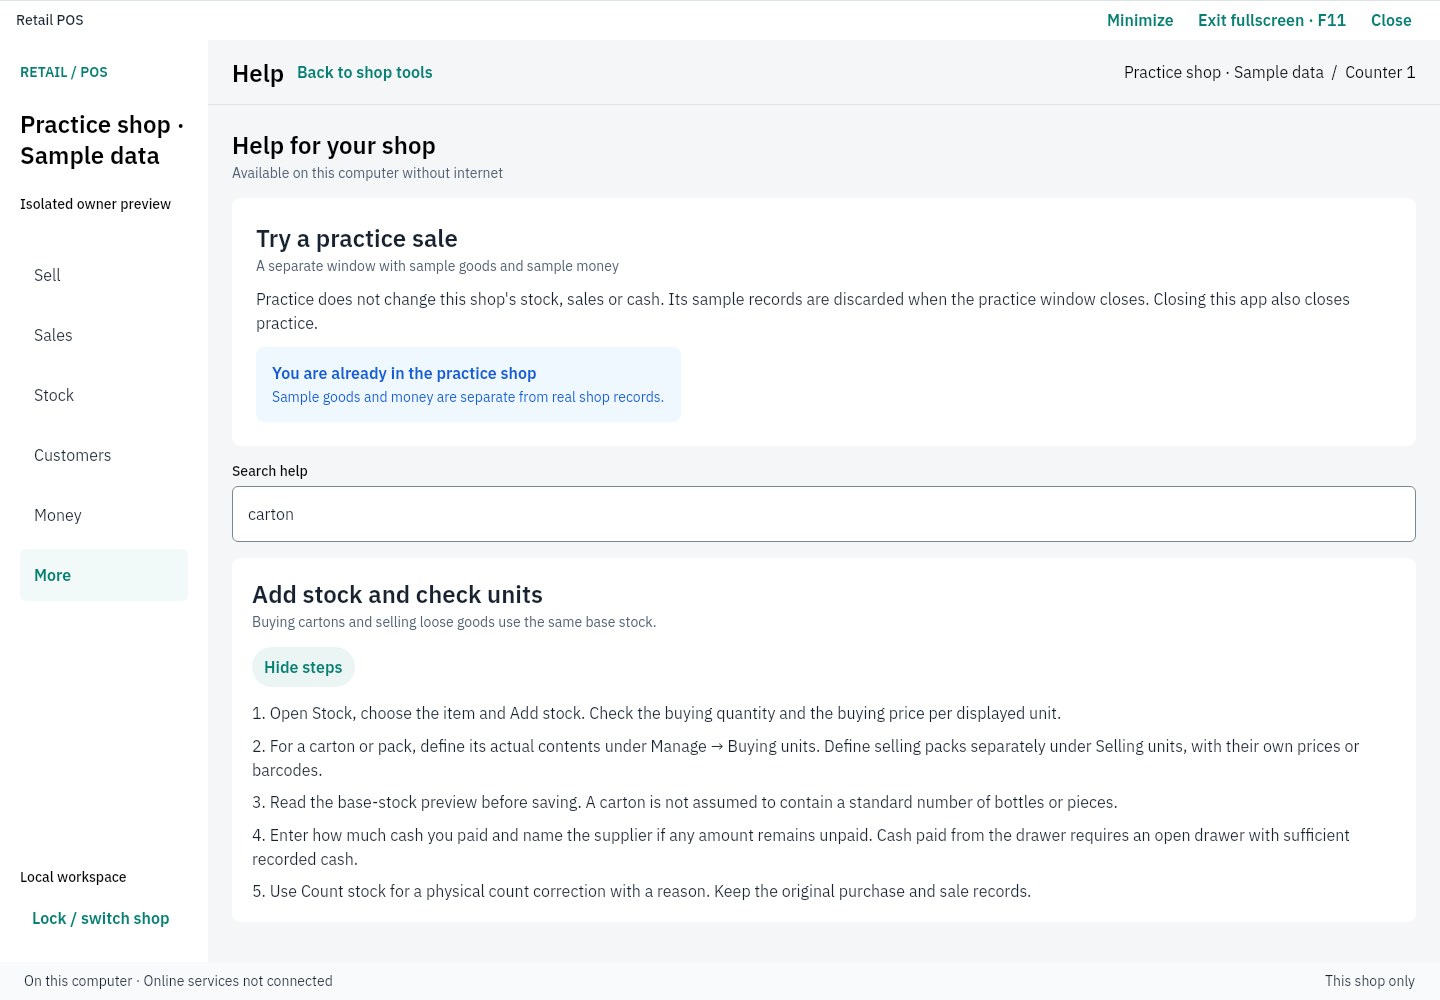 Retail POS
Minimize
Exit fullscreen · F11
Close
RETAIL / POS
Practice shop ·
Sample data
Isolated owner preview
Sell
Sales
Stock
Customers
Money
More
Local workspace
Lock / switch shop
Help
Back to shop tools
Practice shop · Sample data / Counter 1
Help for your shop
Available on this computer without internet
Try a practice sale
A separate window with sample goods and sample money
Practice does not change this shop's stock, sales or cash. Its sample records are discarded when the practice window closes. Closing this app also closes
practice.
You are already in the practice shop
Sample goods and money are separate from real shop records.
Search help
carton
Add stock and check units
Buying cartons and selling loose goods use the same base stock.
Hide steps
1. Open Stock, choose the item and Add stock. Check the buying quantity and the buying price per displayed unit.
2. For a carton or pack, define its actual contents under Manage → Buying units. Define selling packs separately under Selling units, with their own prices or
barcodes.
3. Read the base-stock preview before saving. A carton is not assumed to contain a standard number of bottles or pieces.
4. Enter how much cash you paid and name the supplier if any amount remains unpaid. Cash paid from the drawer requires an open drawer with sufficient
recorded cash.
5. Use Count stock for a physical count correction with a reason. Keep the original purchase and sale records.
On this computer · Online services not connected
This shop only